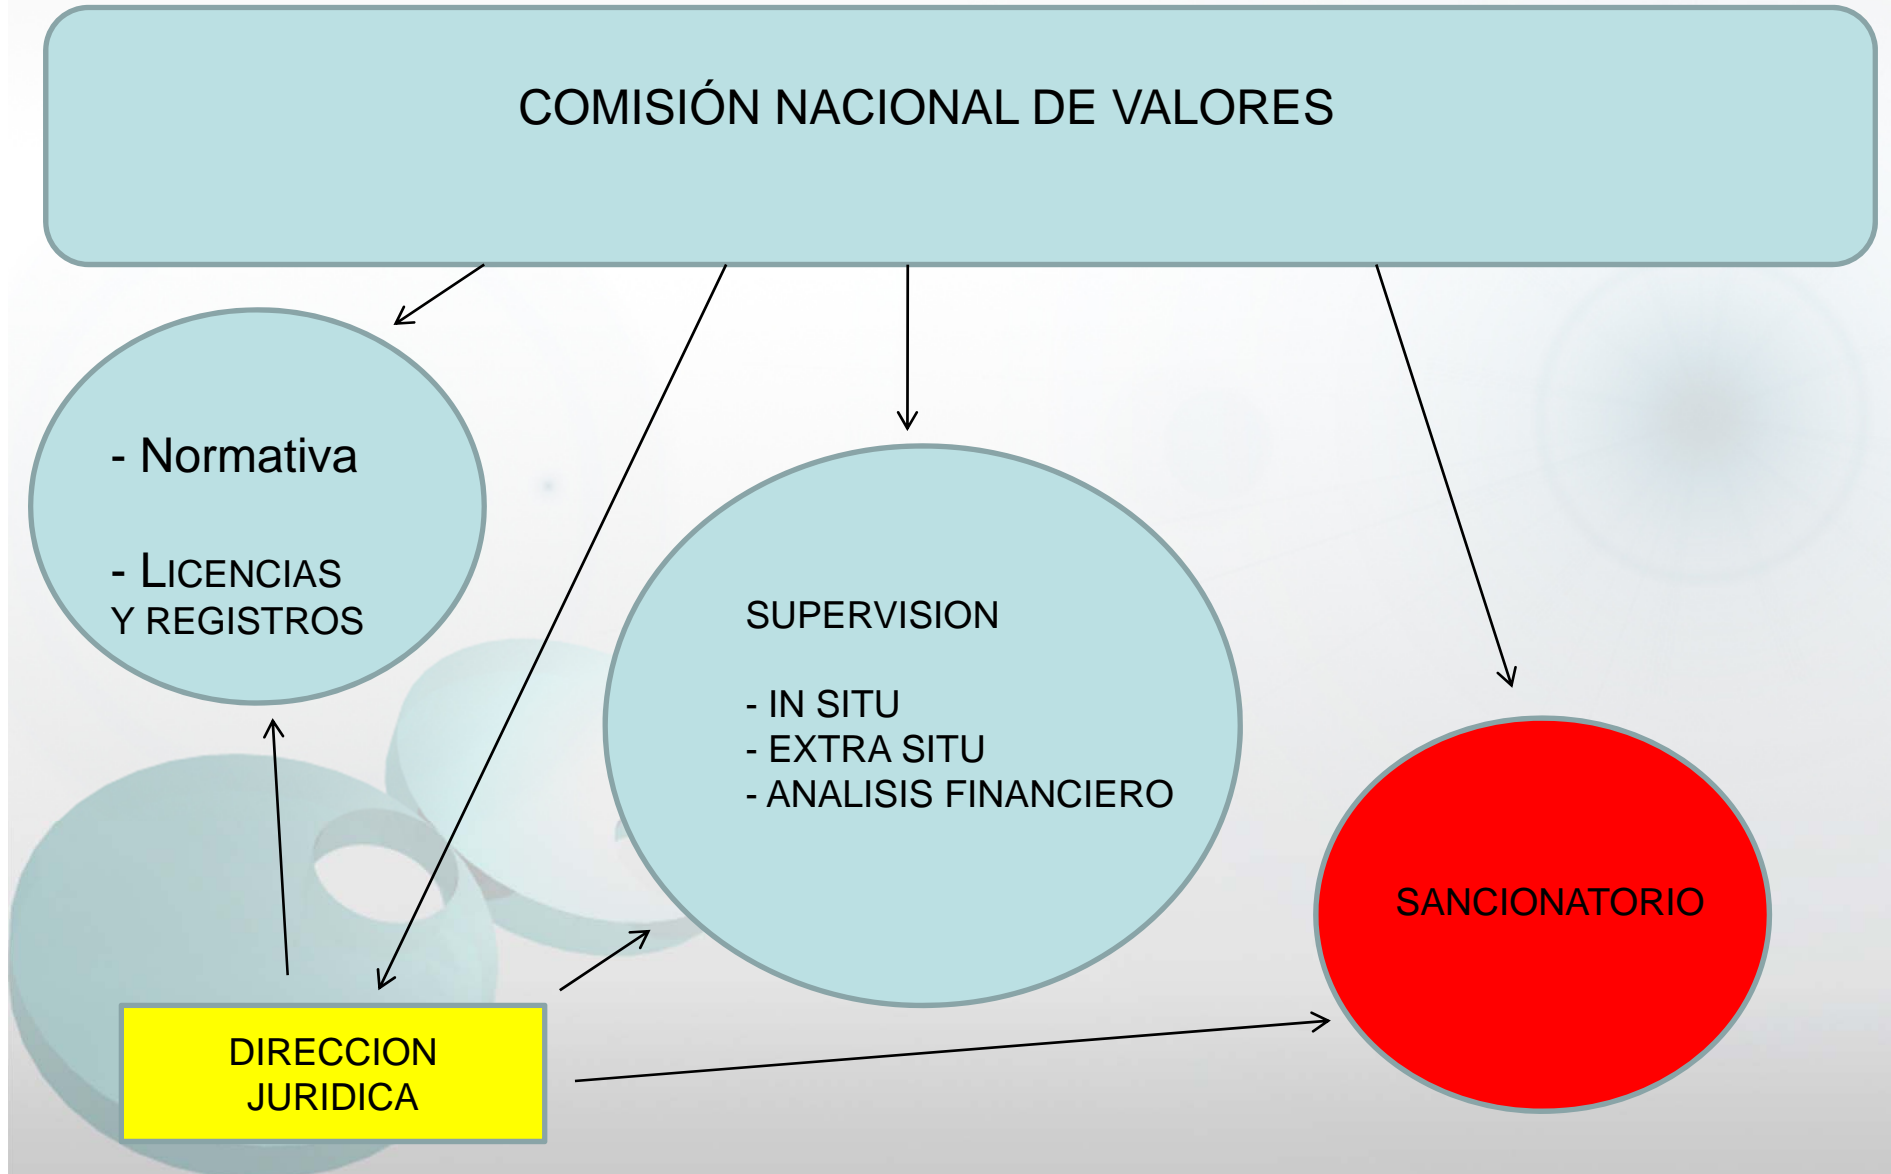 COMISIÓN NACIONAL DE VALORES
- Normativa
- LICENCIAS
Y REGISTROS
SUPERVISION
- IN SITU
- EXTRA SITU
- ANALISIS FINANCIERO
SANCIONATORIO
DIRECCION
JURIDICA